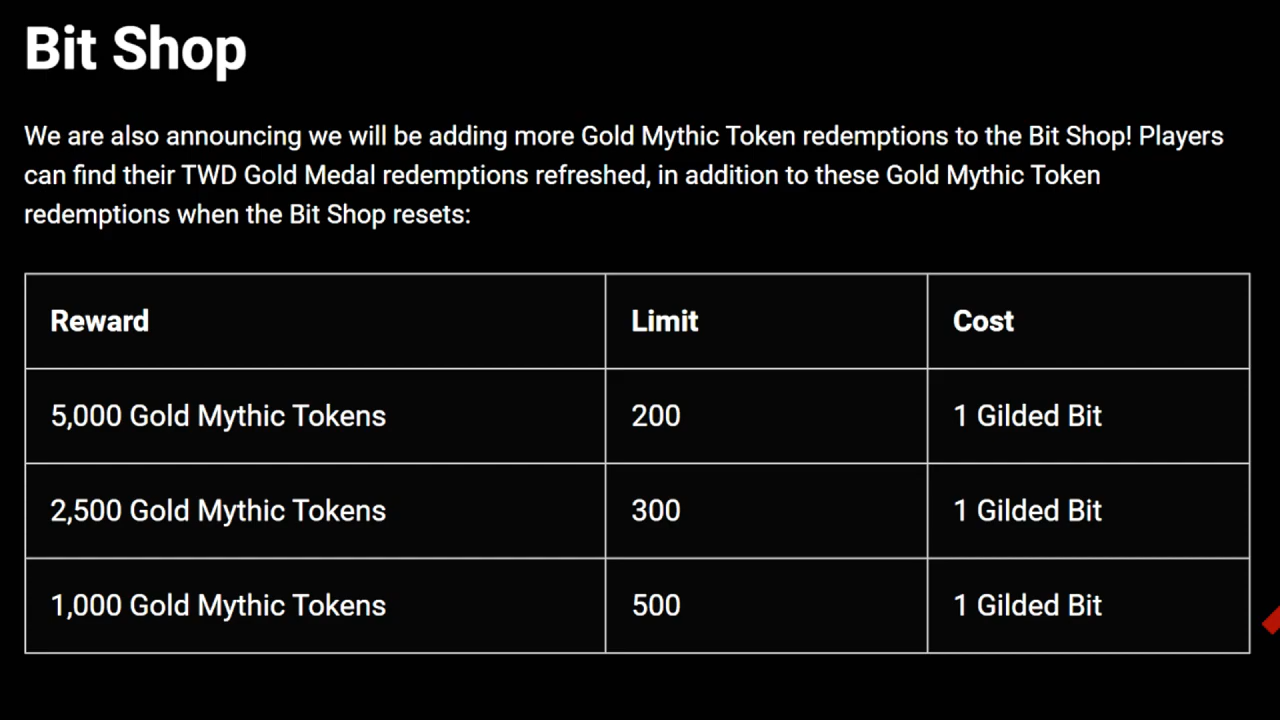 Bit Shop
We are also announcing we will be adding more Gold Mythic Token redemptions to the Bit Shop! Players
can find their TWD Gold Medal redemptions refreshed, in addition to these Gold Mythic Token
redemptions when the Bit Shop resets:
Reward Limit Cost
5,000 Gold Mythic Tokens 200 1 Gilded Bit
2,500 Gold Mythic Tokens 300 1 Gilded Bit
1,000 Gold Mythic Tokens 500 1 Gilded Bit